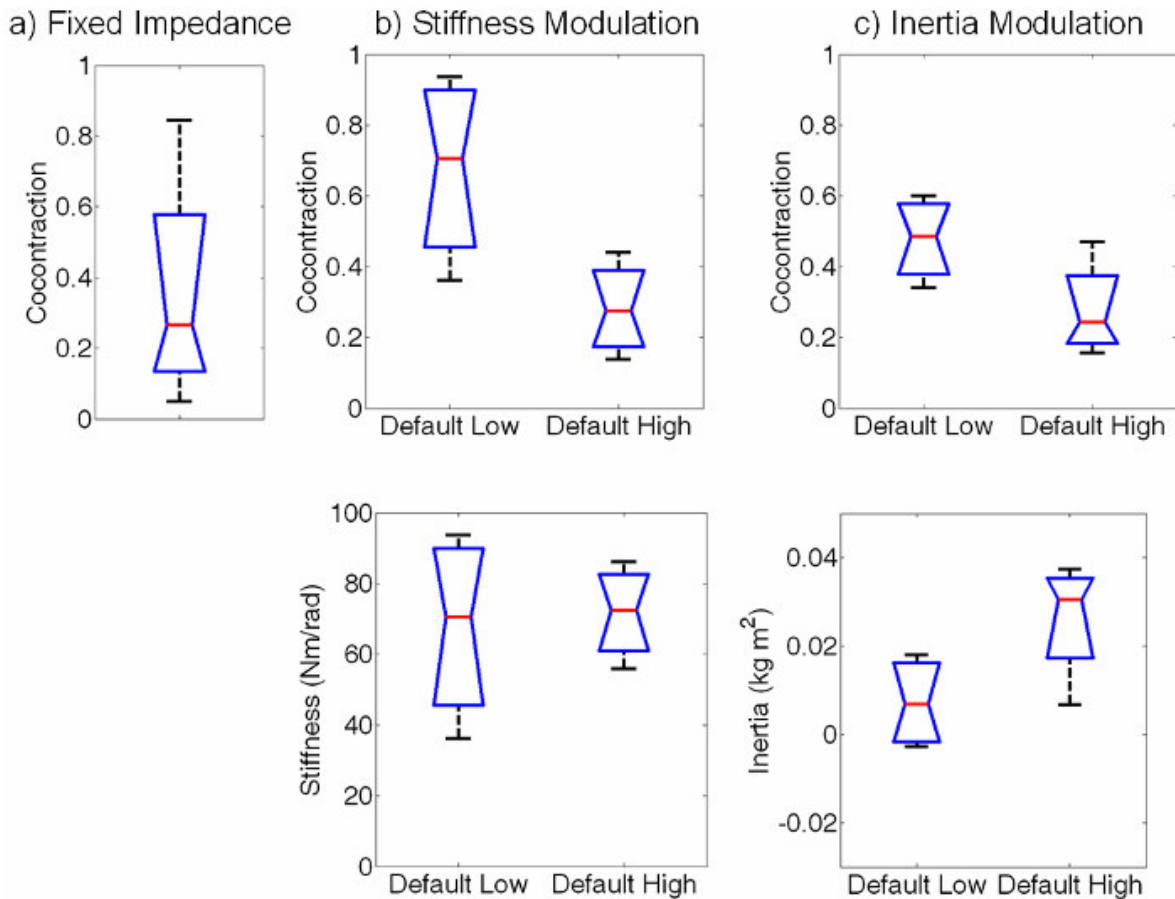 a) Fixed Impedance
b) Stiffness Modulation
c) Inertia Modulation
1
0.8
0.6
0.4
0.2
0
Cocontraction
1
0.8
0.6
0.4
0.2
0
Cocontraction
Default Low
Default High
1
0.8
0.6
0.4
0.2
0
Cocontraction
Default Low
Default High
100
80
60
40
20
0
Stiffness (Nm/rad)
Default Low
Default High
0.04
0.02
0
-0.02
Inertia (kg m²)
Default Low
Default High